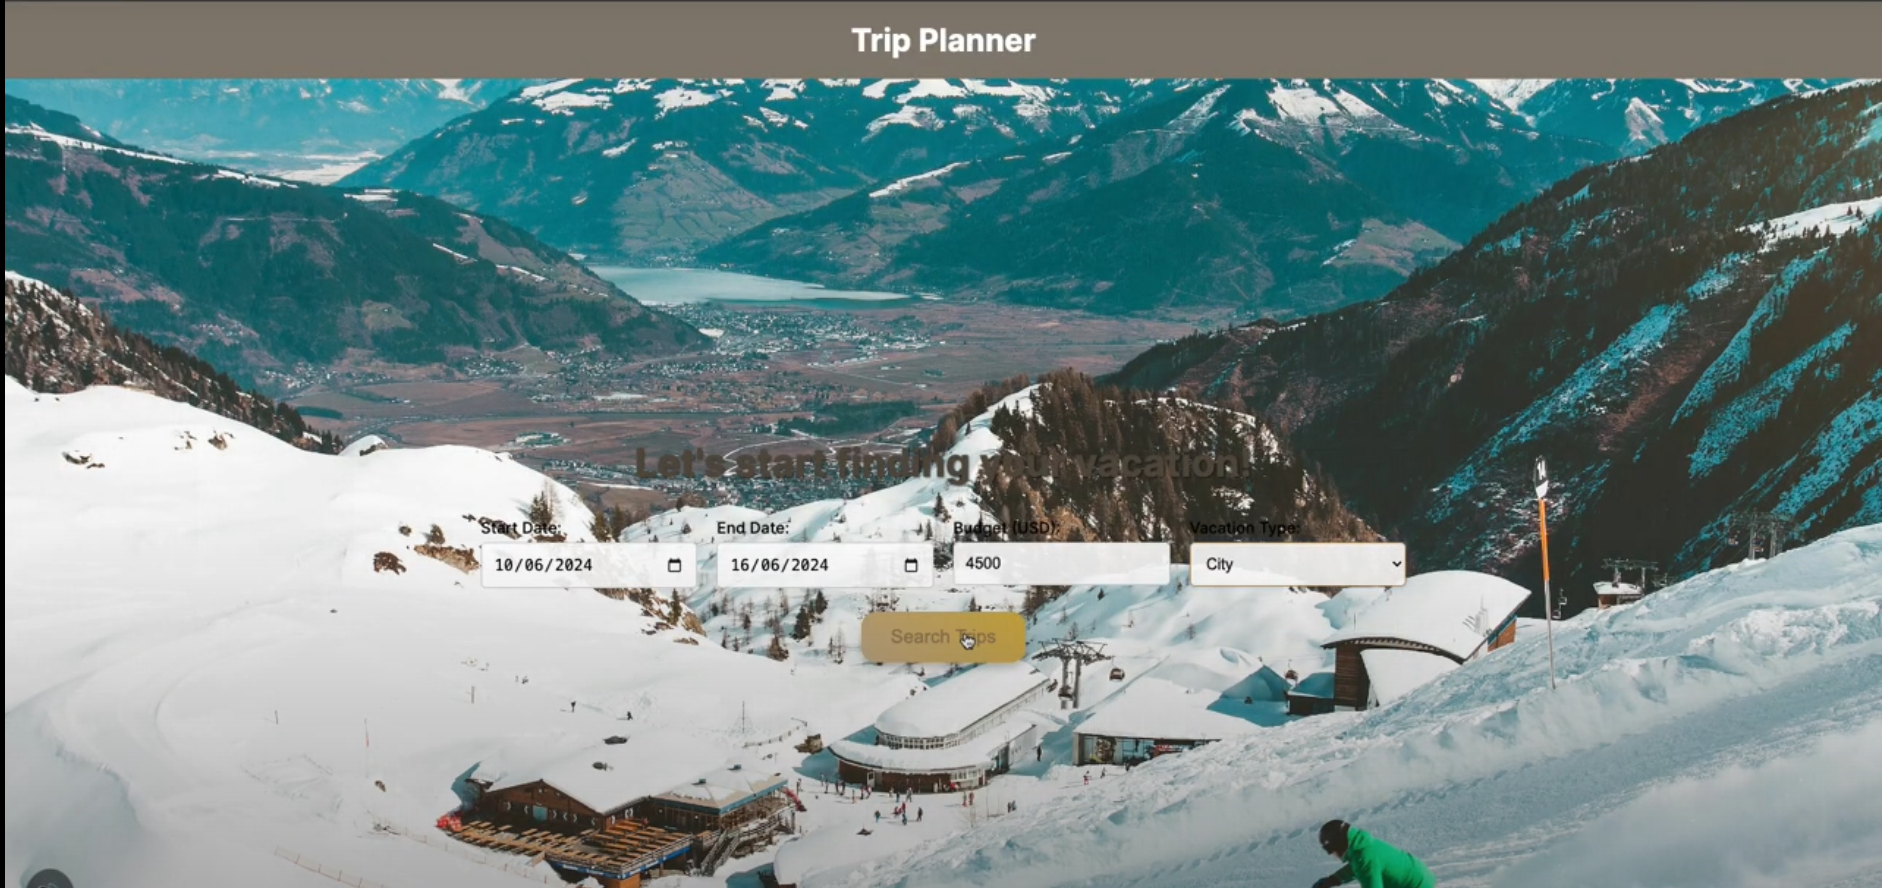 Trip Planner
Let's start finding your vacation!
Start Date: End Date: Budget (USD): Vacation Type:
10/06/2024 16/06/2024 4500 City
Search Trips